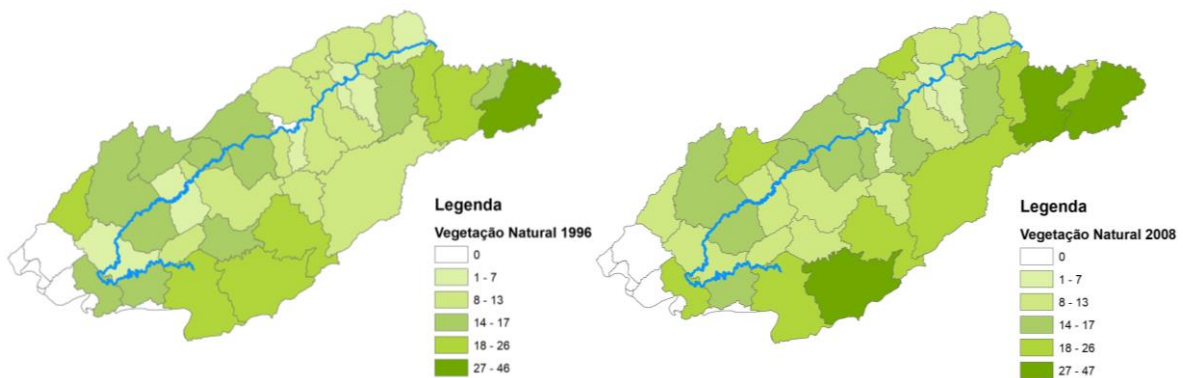 Legenda
Vegetação Natural 1996
0
1 - 7
8 - 13
14 - 17
18 - 26
27 - 46
Legenda
Vegetação Natural 2008
0
1 - 7
8 - 13
14 - 17
18 - 26
27 - 47